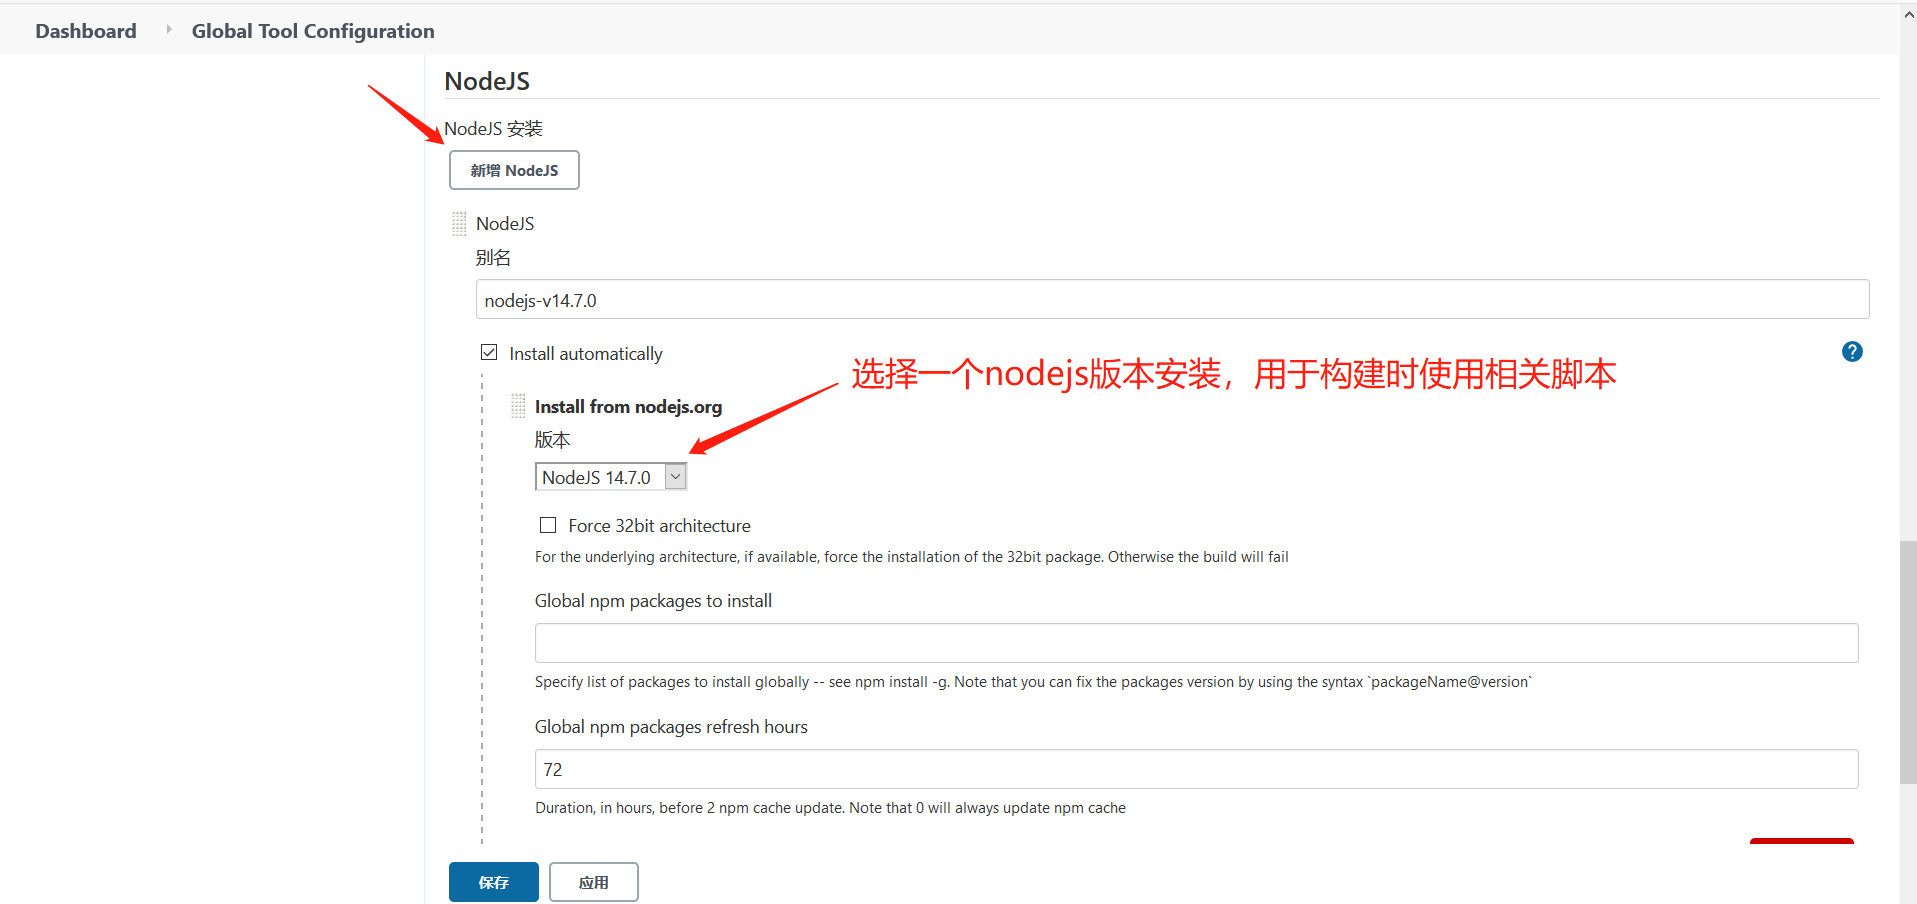 Dashboard Global Tool Configuration
NodeJS
NodeJS 安装
新增 NodeJS
NodeJS
别名
nodejs-v14.7.0
Install automatically
选择一个nodejs版本安装，用于构建时使用相关脚本
Install from nodejs.org
版本
NodeJS 14.7.0
Force 32bit architecture
For the underlying architecture, if available, force the installation of the 32bit package. Otherwise the build will fail
Global npm packages to install
Specify list of packages to install globally -- see npm install -g. Note that you can fix the packages version by using the syntax `packageName@version`
Global npm packages refresh hours
72
Duration, in hours, before 2 npm cache update. Note that 0 will always update npm cache
保存 应用